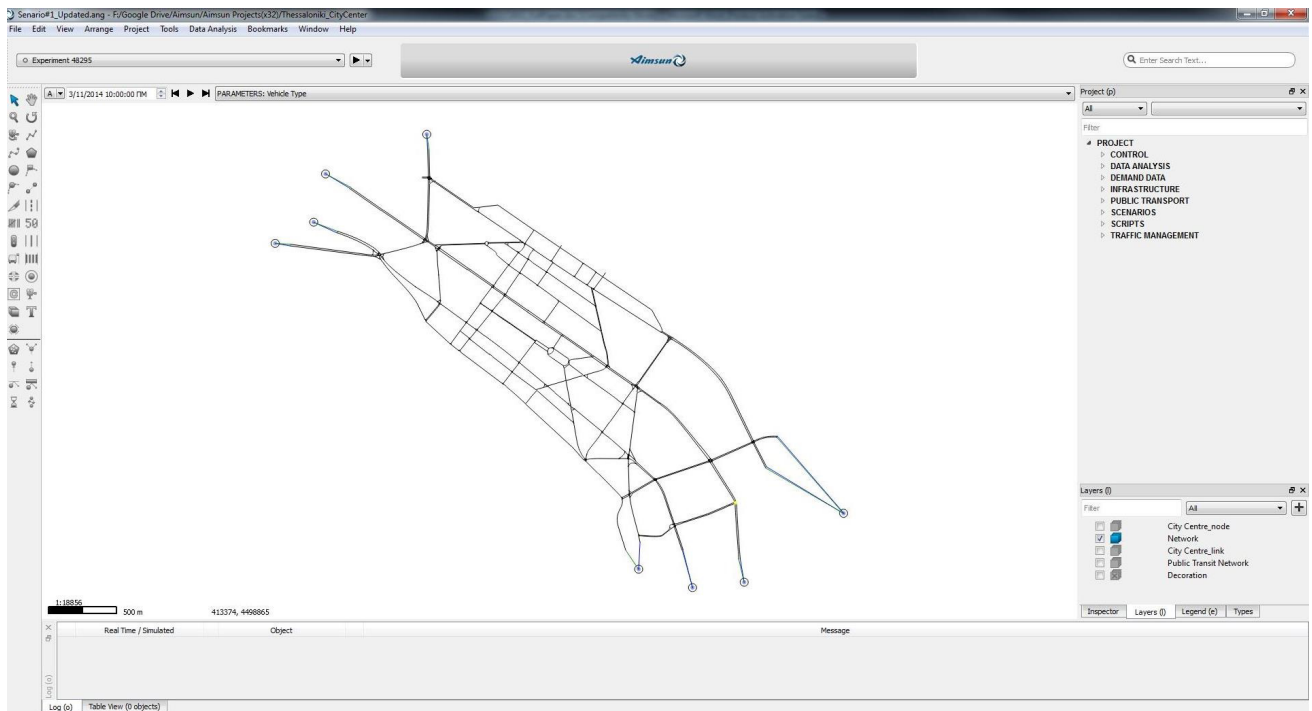 Senario#1_Updated.ang - F:/Google Drive/Aimsun/Aimsun Projects(x32)/Thessaloniki_CityCenter
File Edit View Arrange Project Tools Data Analysis Bookmarks Window Help
Experiment 48295
Aimsun
Enter Search Text...
A 3/11/2014 10:00:00 ΠΜ PARAMETERS: Vehicle Type
Project (p)
All
Filter
PROJECT
CONTROL
DATA ANALYSIS
DEMAND DATA
INFRASTRUCTURE
PUBLIC TRANSPORT
SCENARIOS
SCRIPTS
TRAFFIC MANAGEMENT
50
T
Layers (l)
Filter All
City Centre_node
Network
City Centre_link
Public Transit Network
Decoration
Inspector Layers (l) Legend (e) Types
1:18856
500 m 413374, 4498865
Real Time / Simulated Object Message
Log (o)
Log (o) Table View (0 objects)